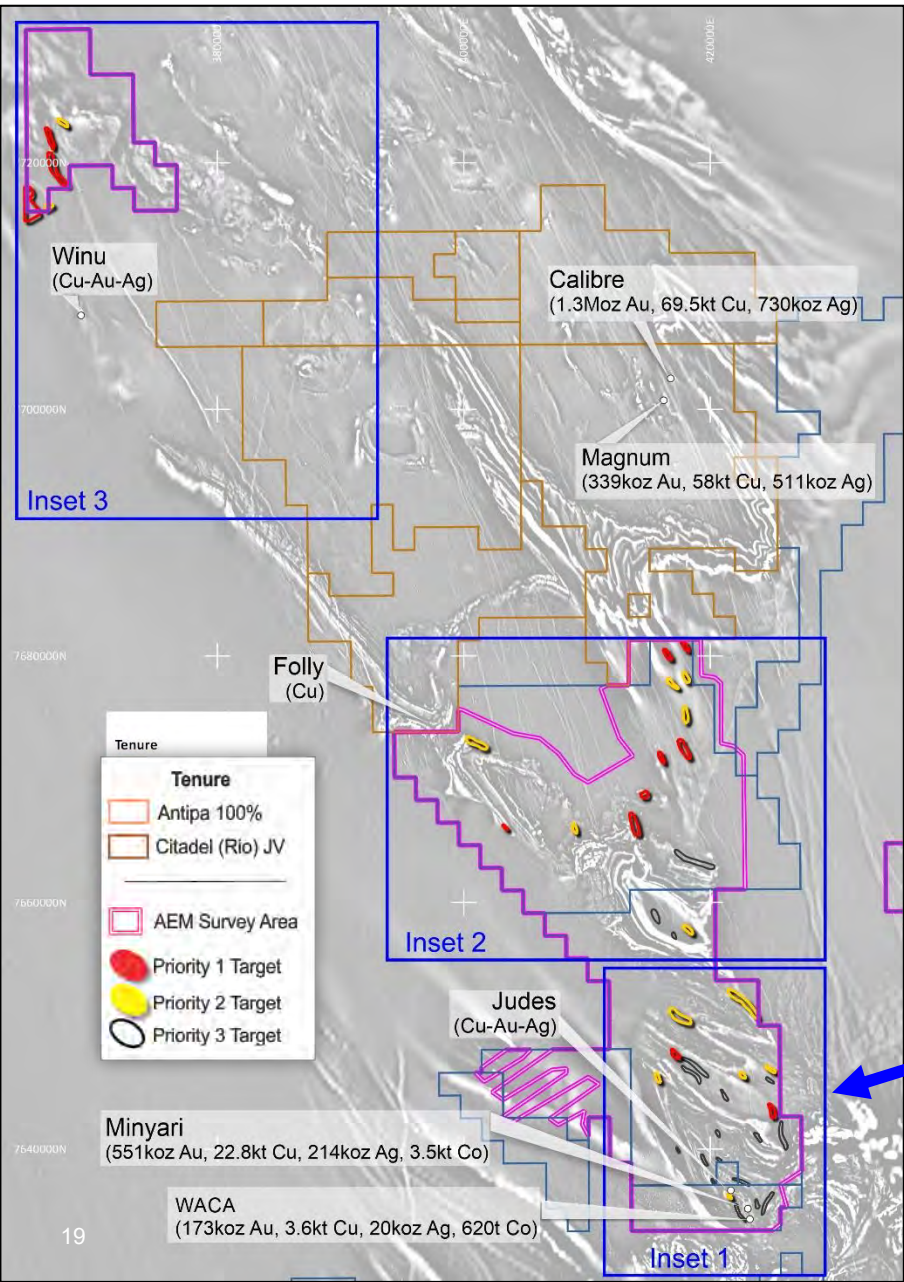 380000E
400000E
420000E
720000N
Winu
(Cu-Au-Ag)
Calibre
(1.3Moz Au, 69.5kt Cu, 730koz Ag)
700000N
Magnum
(339koz Au, 58kt Cu, 511koz Ag)
Inset 3
7680000N
Folly
(Cu)
Tenure
Tenure
Antipa 100%
Citadel (Rio) JV
AEM Survey Area
Priority 1 Target
Priority 2 Target
Priority 3 Target
7660000N
Inset 2
Judes
(Cu-Au-Ag)
Minyari
(551koz Au, 22.8kt Cu, 214koz Ag, 3.5kt Co)
7640000N
WACA
(173koz Au, 3.6kt Cu, 20koz Ag, 620t Co)
19
Inset 1